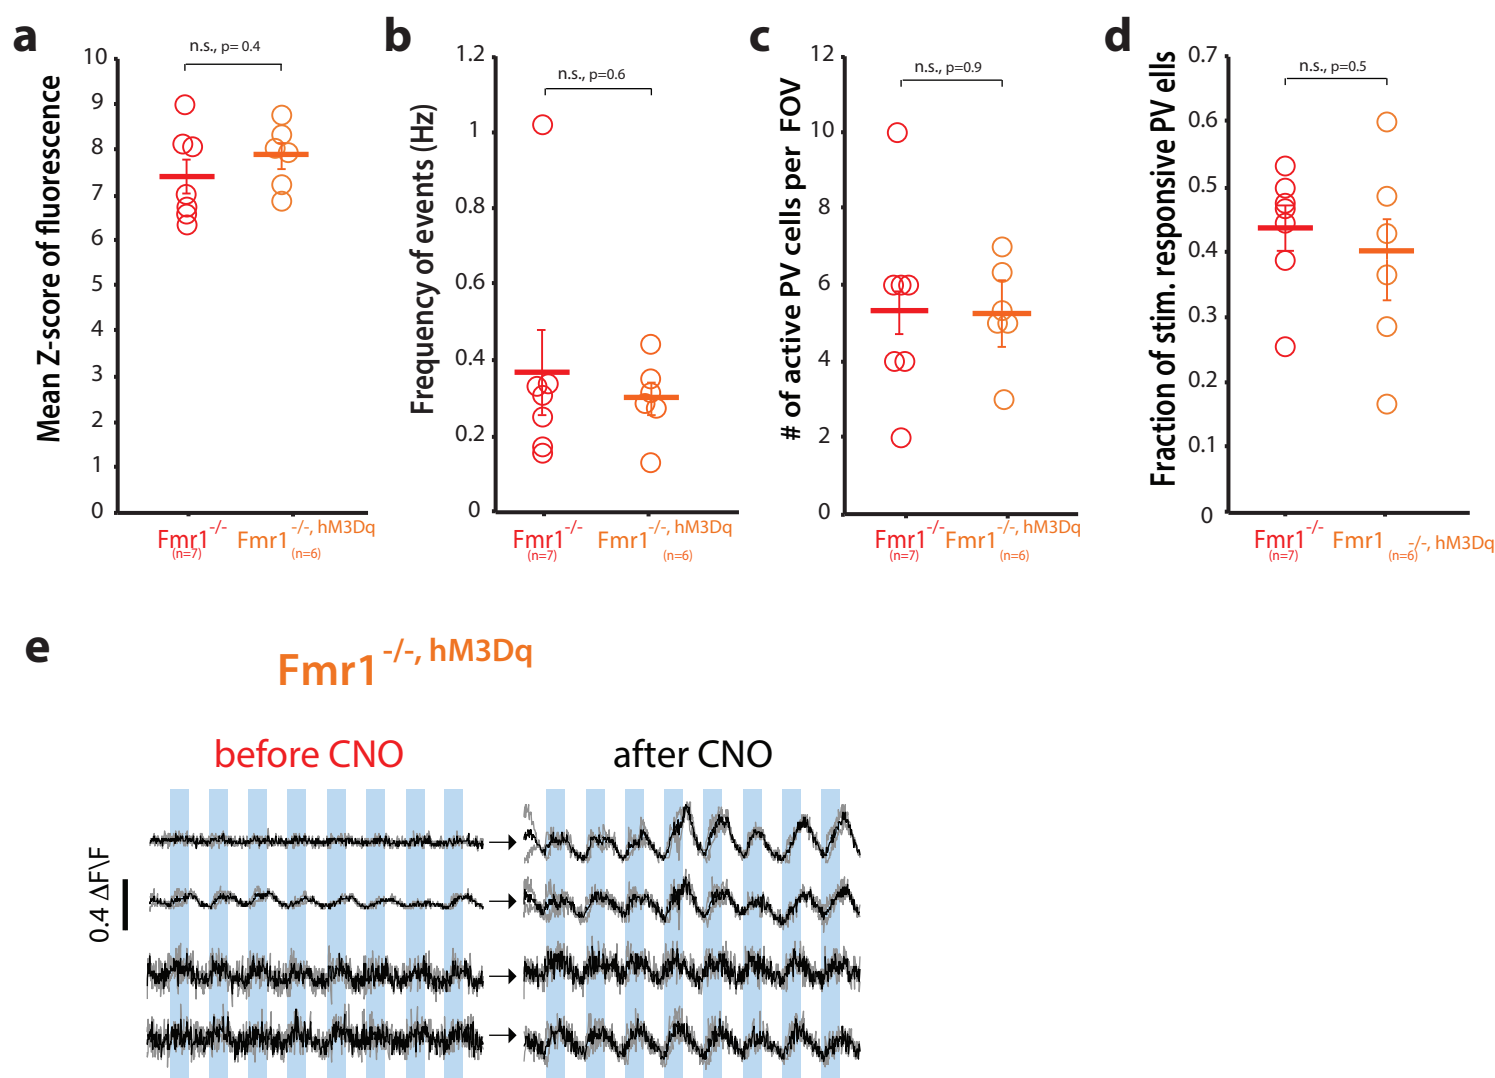 a
n.s., p= 0.4
Mean Z-score of fluorescence
10
9
8
7
6
5
4
3
2
1
0
Fmr1-/-
(n=7)
Fmr1-/-, hM3Dq
(n=6)
b
n.s., p=0.6
Frequency of events (Hz)
1.2
1
0.8
0.6
0.4
0.2
0
Fmr1-/-
(n=7)
Fmr1-/-, hM3Dq
(n=6)
c
n.s., p=0.9
# of active PV cells per FOV
12
10
8
6
4
2
0
Fmr1-/-
(n=7)
Fmr1-/-, hM3Dq
(n=6)
d
n.s., p=0.5
Fraction of stim. responsive PV ells
0.7
0.6
0.5
0.4
0.3
0.2
0.1
0
Fmr1-/-
(n=7)
Fmr1-/-, hM3Dq
(n=6)
e
Fmr1-/-, hM3Dq
before CNO
after CNO
0.4 ΔF\F